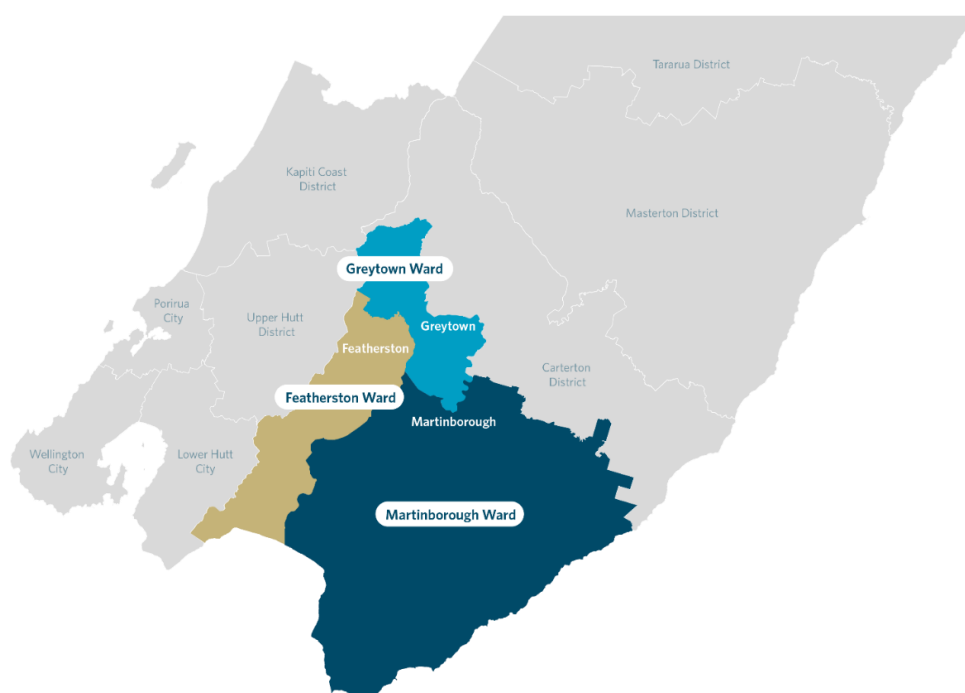 Tararua District
Kapiti Coast
District
Masterton District
Greytown Ward
Porirua
City
Upper Hutt
District
Greytown
Featherston
Carterton
District
Featherston Ward
Martinborough
Wellington
City
Lower Hutt
City
Martinborough Ward